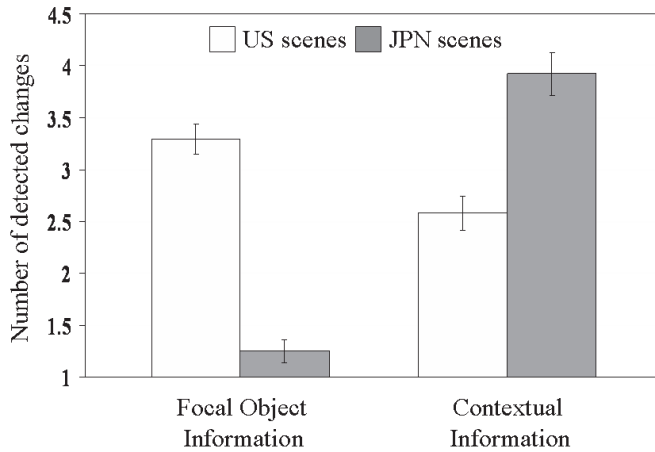 4.5
US scenes JPN scenes
4
3.5
3
2.5
2
1.5
1
Number of detected changes
Focal Object Contextual
Information Information